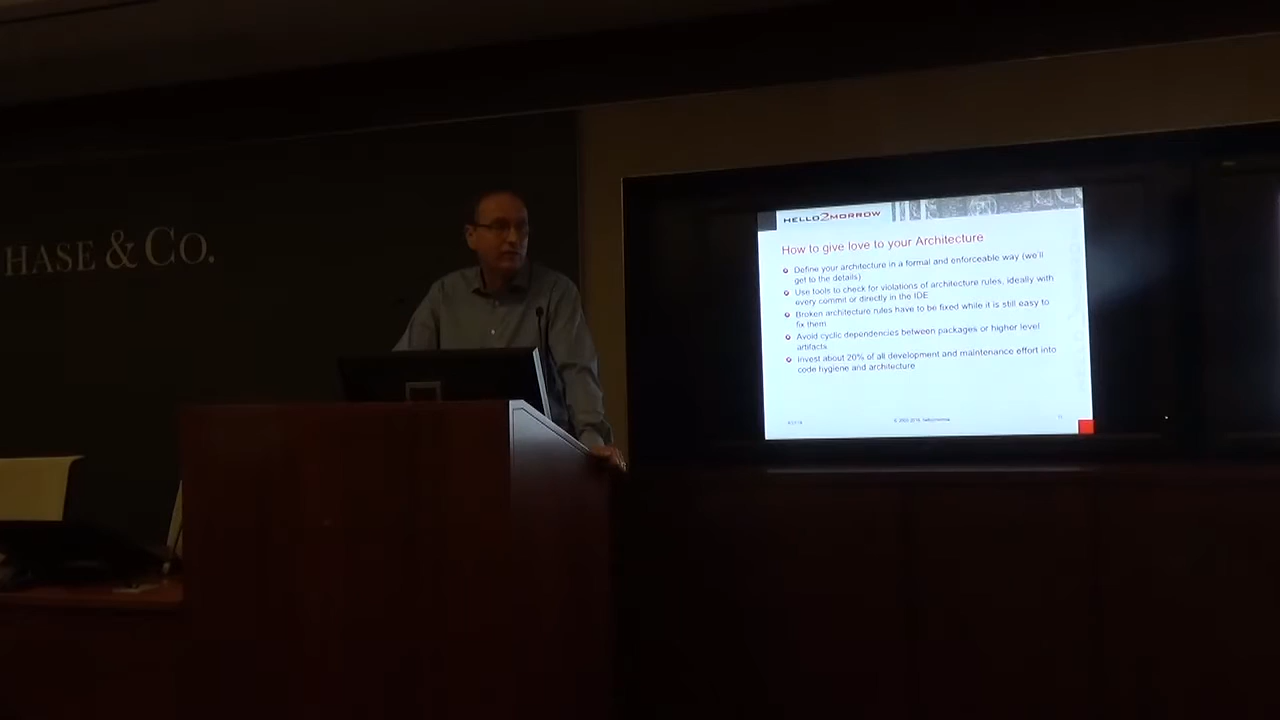 HASE & CO.
HELLO2MORROW
How to give love to your Architecture
Define your architecture in a formal and enforceable way (we'll
get to the details)
Use tools to check for violations of architecture rules, ideally with
every commit or directly in the IDE
Broken architecture rules have to be fixed while it is still easy to
fix them
Avoid cyclic dependencies between packages or higher level
artifacts
Invest about 20% of all development and maintenance effort into
code hygiene and architecture